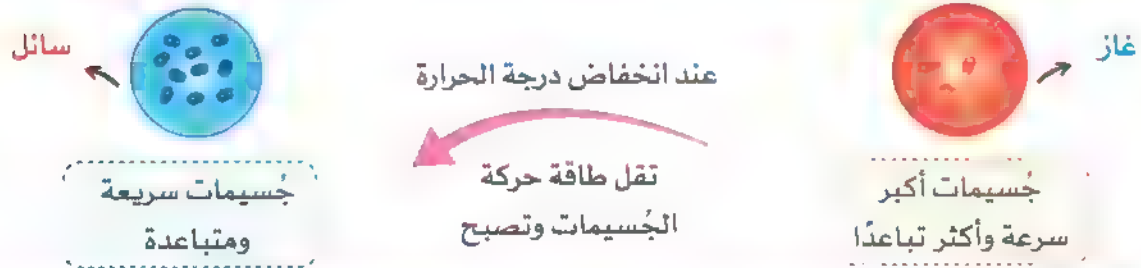 غاز
جُسيمات أكبر
سرعة وأكثر تباعدًا
عند انخفاض درجة الحرارة
تقل طاقة حركة
الجُسيمات وتصبح
سائل
جُسيمات سريعة
ومتباعدة